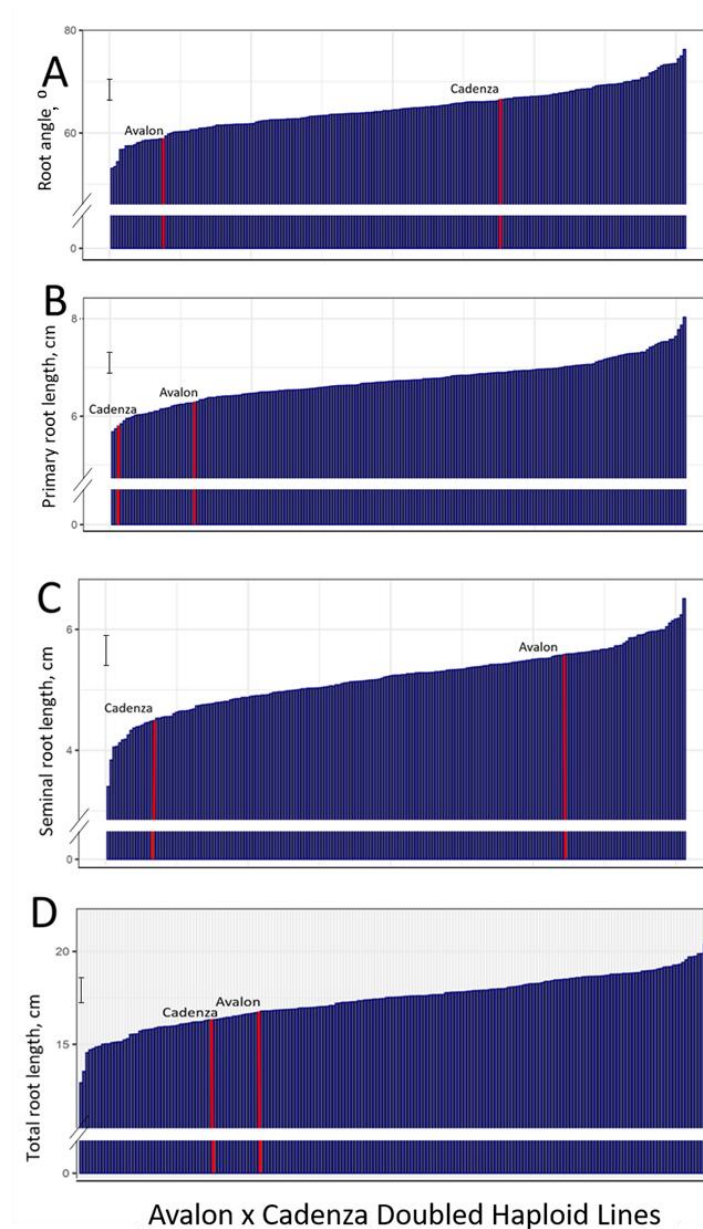 A
Root angle, °
80
60
0
Avalon
Cadenza
B
Primary root length, cm
8
6
0
Cadenza
Avalon
C
Seminal root length, cm
6
4
0
Cadenza
Avalon
D
Total root length, cm
20
15
0
Cadenza
Avalon
Avalon x Cadenza Doubled Haploid Lines